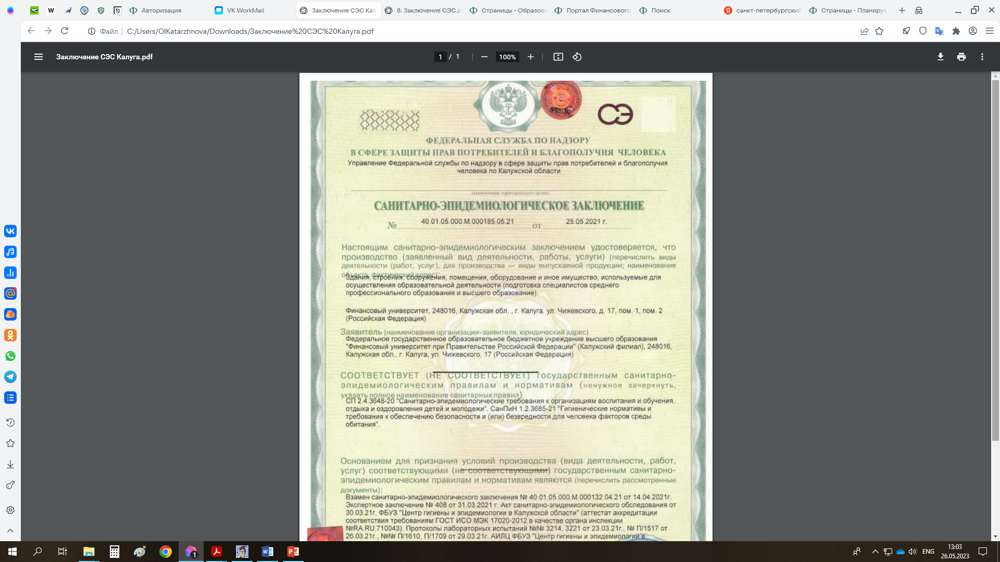 Авторизация
VK WorkMail
Заключение СЭС Кал
8. Заключение СЭС.p
Страницы - Образова
Портал Финансового
Поиск
санкт-петербургский
Страницы - Планируе
Файл
C:/Users/OlKatarzhnova/Downloads/Заключение%20СЭС%20Калуга.pdf
Заключение СЭС Калуга.pdf
1 / 1
100%
СЭ
ФЕДЕРАЛЬНАЯ СЛУЖБА ПО НАДЗОРУ
В СФЕРЕ ЗАЩИТЫ ПРАВ ПОТРЕБИТЕЛЕЙ И БЛАГОПОЛУЧИЯ ЧЕЛОВЕКА
Управление Федеральной службы по надзору в сфере защиты прав потребителей и благополучия
человека по Калужской области
(наименование территориального органа)
САНИТАРНО-ЭПИДЕМИОЛОГИЧЕСКОЕ ЗАКЛЮЧЕНИЕ
№ 40.01.05.000.М.000185.05.21 от 25.05.2021 г.
Настоящим санитарно-эпидемиологическим заключением удостоверяется, что
производство (заявленный вид деятельности, работы, услуги) (перечислить виды
деятельности (работ, услуг), для производства — виды выпускаемой продукции; наименование
объекта, фактический адрес):
Здания, строения, сооружения, помещения, оборудование и иное имущество, используемые для
осуществления образовательной деятельности (подготовка специалистов среднего
профессионального образования и высшего образование).
Финансовый университет, 248016, Калужская обл. , г. Калуга, ул. Чижевского, д. 17, пом. 1, пом. 2
(Российская Федерация)
Заявитель (наименование организации-заявителя, юридический адрес)
Федеральное государственное образовательное бюджетное учреждение высшего образования
"Финансовый университет при Правительстве Российской Федерации" (Калужский филиал), 248016,
Калужская обл., г. Калуга, ул. Чижевского, 17 (Российская Федерация)
СООТВЕТСТВУЕТ (НЕ СООТВЕТСТВУЕТ) государственным санитарно-
эпидемиологическим правилам и нормативам (ненужное зачеркнуть,
указать полное наименование санитарных правил)
СП 2.4.3648-20 "Санитарно-эпидемиологические требования к организациям воспитания и обучения,
отдыха и оздоровления детей и молодежи". СанПиН 1.2.3685-21 "Гигиенические нормативы и
требования к обеспечению безопасности и (или) безвредности для человека факторов среды
обитания".
Основанием для признания условий производства (вида деятельности, работ,
услуг) соответствующими (не соответствующими) государственным санитарно-
эпидемиологическим правилам и нормативам являются (перечислить рассмотренные
документы):
Взамен санитарно-эпидемиологического заключения № 40.01.05.000.М.000132.04.21 от 14.04.2021г.
Экспертное заключение № 408 от 31.03.2021 г. Акт санитарно-эпидемиологического обследования от
30.03.21г. ФБУЗ "Центр гигиены и эпидемиологии в Калужской области" (аттестат аккредитации
соответствия требованиям ГОСТ ИСО МЭК 17020-2012 в качестве органа инспекции
№RA.RU.710043). Протоколы лабораторных испытаний №№ 3214, 3221 от 23.03.21г., № П/1517 от
26.03.21г., №№ П/1610, П/1709 от 29.03.21г. АИЛЦ ФБУЗ "Центр гигиены и эпидемиологии в
ENG
13:03
26.05.2023